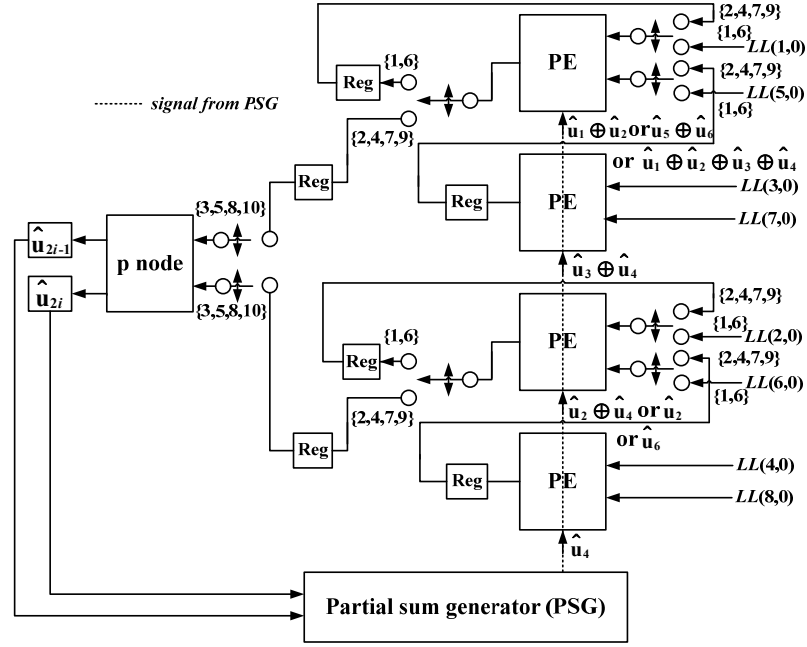 {2,4,7,9}
{1,6}
LL(1,0)
{2,4,7,9}
LL(5,0)
{1,6}
PE
{1,6}
Reg
{2,4,7,9}
signal from PSG
û₁ ⊕ û₂ or û₅ ⊕ û₆
or û₁ ⊕ û₂ ⊕ û₃ ⊕ û₄
Reg
Reg
PE
LL(3,0)
LL(7,0)
{3,5,8,10}
û₂ᵢ₋₁
p node
û₂ᵢ
{3,5,8,10}
û₃ ⊕ û₄
{2,4,7,9}
{1,6}
LL(2,0)
{2,4,7,9}
LL(6,0)
{1,6}
PE
{1,6}
Reg
{2,4,7,9}
û₂ ⊕ û₄ or û₂
or û₆
Reg
Reg
PE
LL(4,0)
LL(8,0)
û₄
Partial sum generator (PSG)